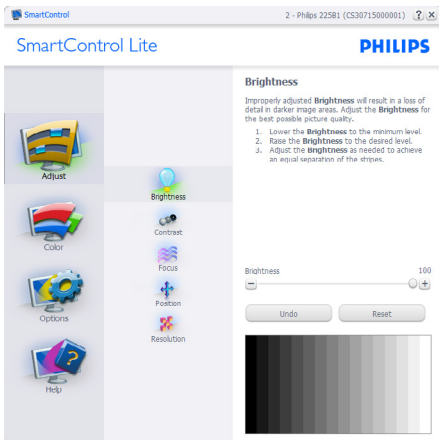 SmartControl
2 - Philips 225B1 (CS30715000001)
SmartControl Lite
PHILIPS
Adjust
Color
Options
Help
Brightness
Contrast
Focus
Position
Resolution
Brightness
Improperly adjusted Brightness will result in a loss of
detail in darker image areas. Adjust the Brightness for
the best possible picture quality.
1. Lower the Brightness to the minimum level.
2. Raise the Brightness to the desired level.
3. Adjust the Brightness as needed to achieve
an equal separation of the stripes.
Brightness 100
Undo Reset